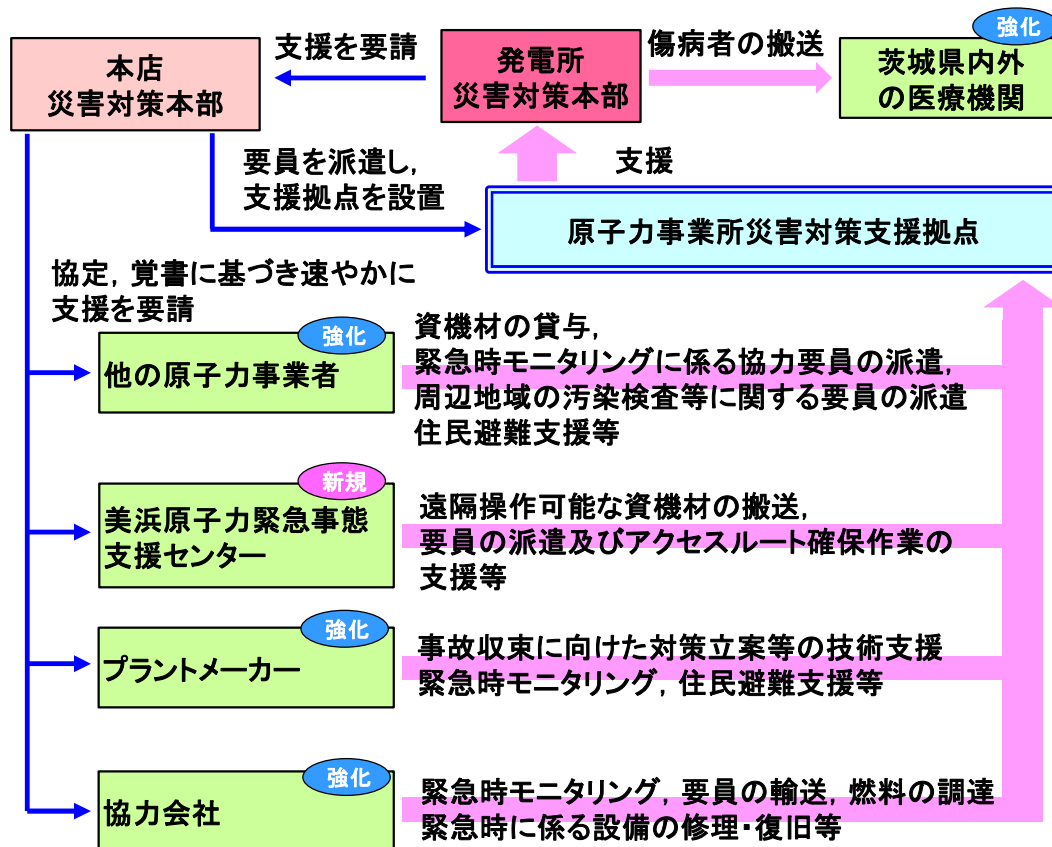 強化
支援を要請
傷病者の搬送
本店
災害対策本部
発電所
災害対策本部
茨城県内外
の医療機関
要員を派遣し,
支援拠点を設置
支援
原子力事業所災害対策支援拠点
協定, 覚書に基づき速やかに
支援を要請
強化
他の原子力事業者
資機材の貸与,
緊急時モニタリングに係る協力要員の派遣,
周辺地域の汚染検査等に関する要員の派遣
住民避難支援等
新規
美浜原子力緊急事態
支援センター
遠隔操作可能な資機材の搬送,
要員の派遣及びアクセスルート確保作業の
支援等
強化
プラントメーカー
事故収束に向けた対策立案等の技術支援
緊急時モニタリング, 住民避難支援等
強化
協力会社
緊急時モニタリング, 要員の輸送, 燃料の調達
緊急時に係る設備の修理・復旧等